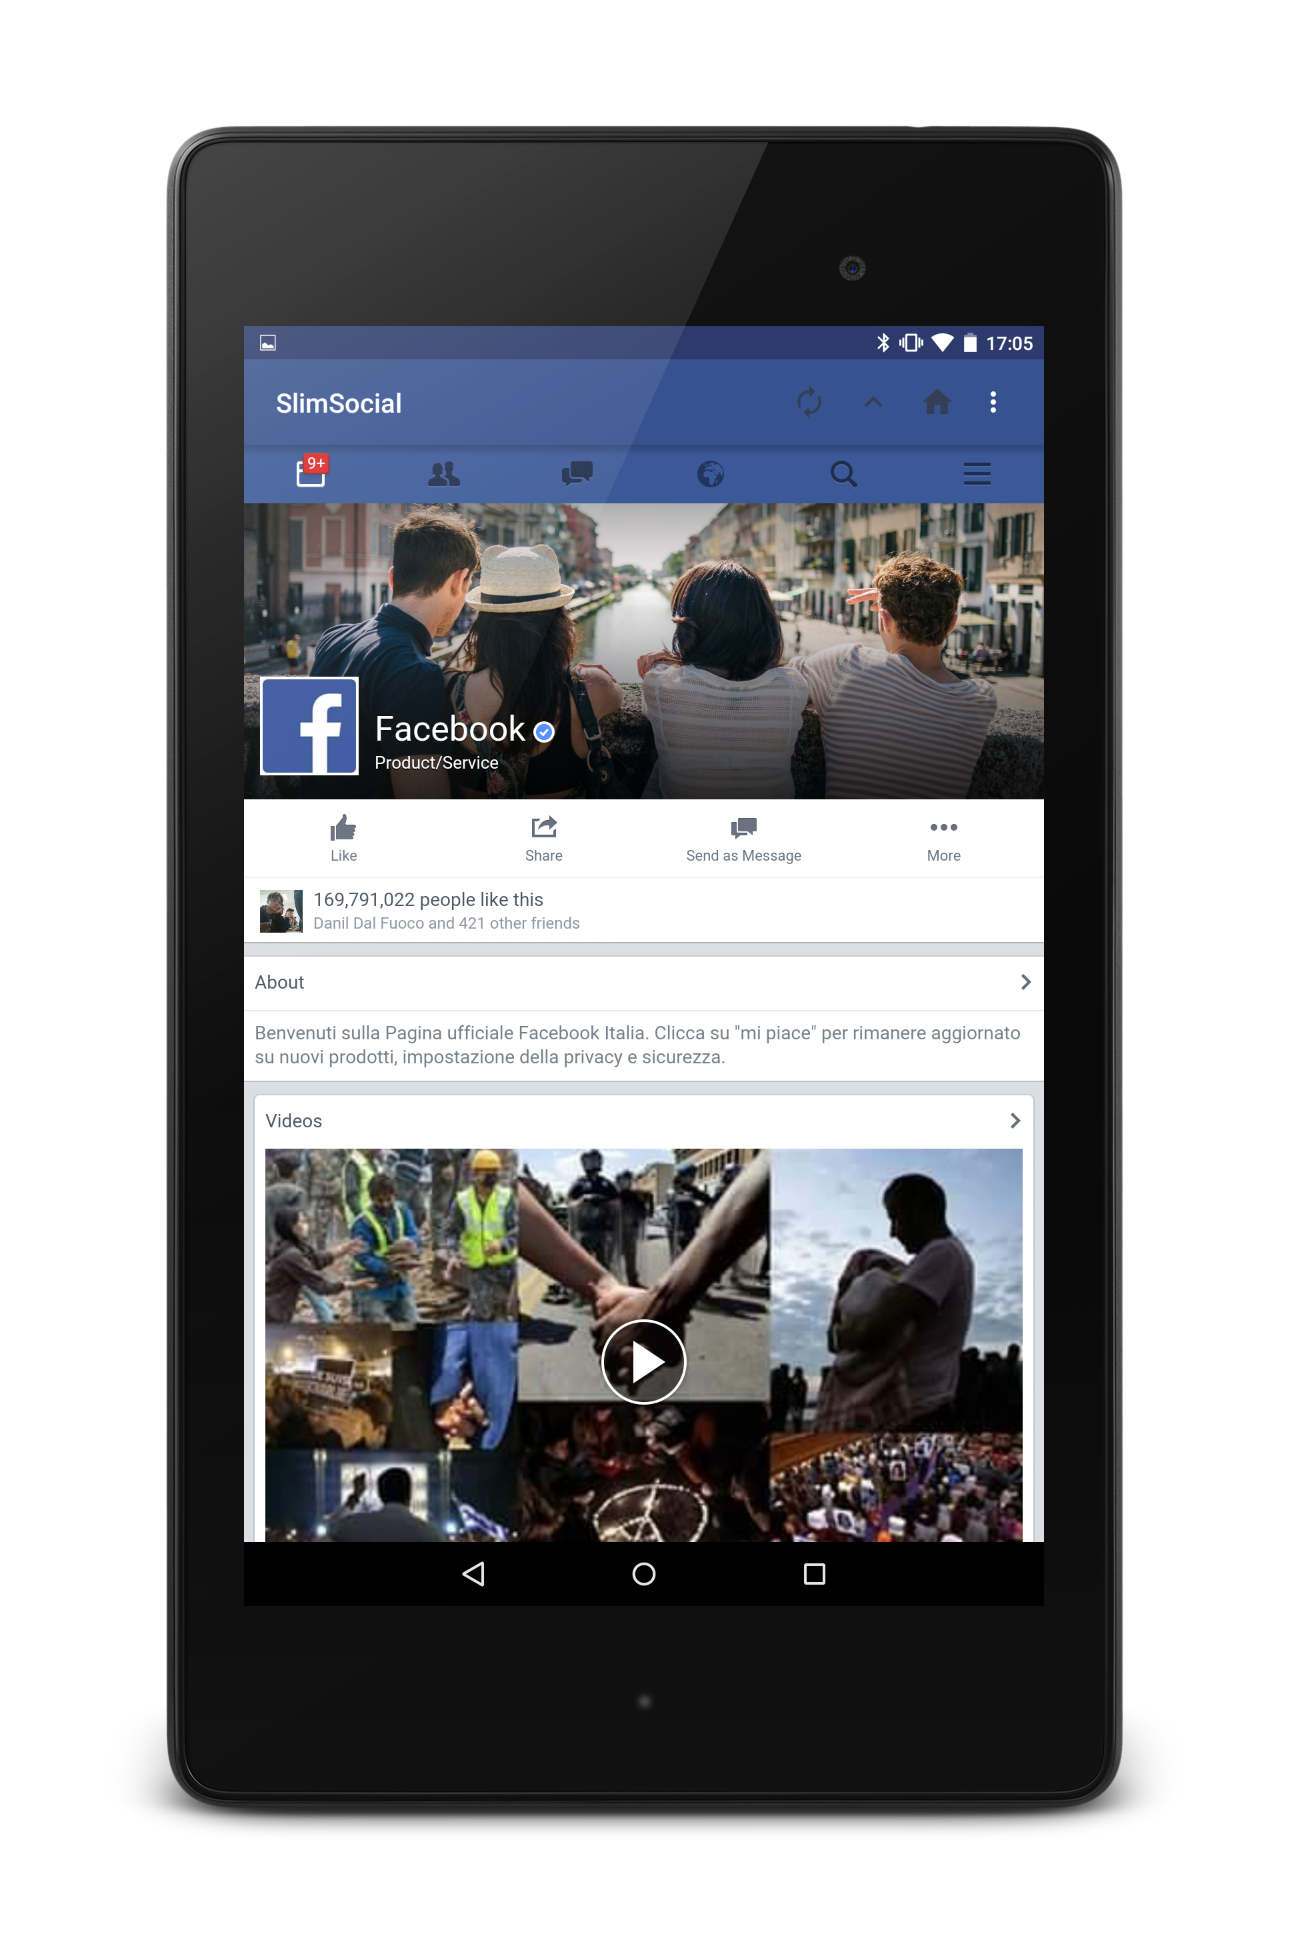 17:05
SlimSocial
9+
f
Facebook
Product/Service
Like
Share
Send as Message
More
169,791,022 people like this
Danil Dal Fuoco and 421 other friends
About
Benvenuti sulla Pagina ufficiale Facebook Italia. Clicca su "mi piace" per rimanere aggiornato
su nuovi prodotti, impostazione della privacy e sicurezza.
Videos